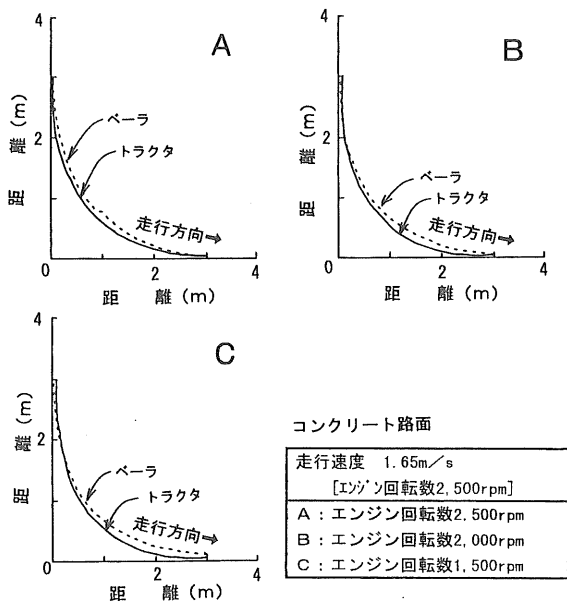 A
4
2
0
2
4
距 離 (m)
距 離 (m)
ベーラ
トラクタ
走行方向⇒
B
4
2
0
2
4
距 離 (m)
距 離 (m)
ベーラ
トラクタ
走行方向⇒
C
4
2
0
2
4
距 離 (m)
距 離 (m)
ベーラ
トラクタ
走行方向⇒
コンクリート路面
走行速度 1.65m/s
[エンジン回転数2,500rpm]
A：エンジン回転数2,500rpm
B：エンジン回転数2,000rpm
C：エンジン回転数1,500rpm